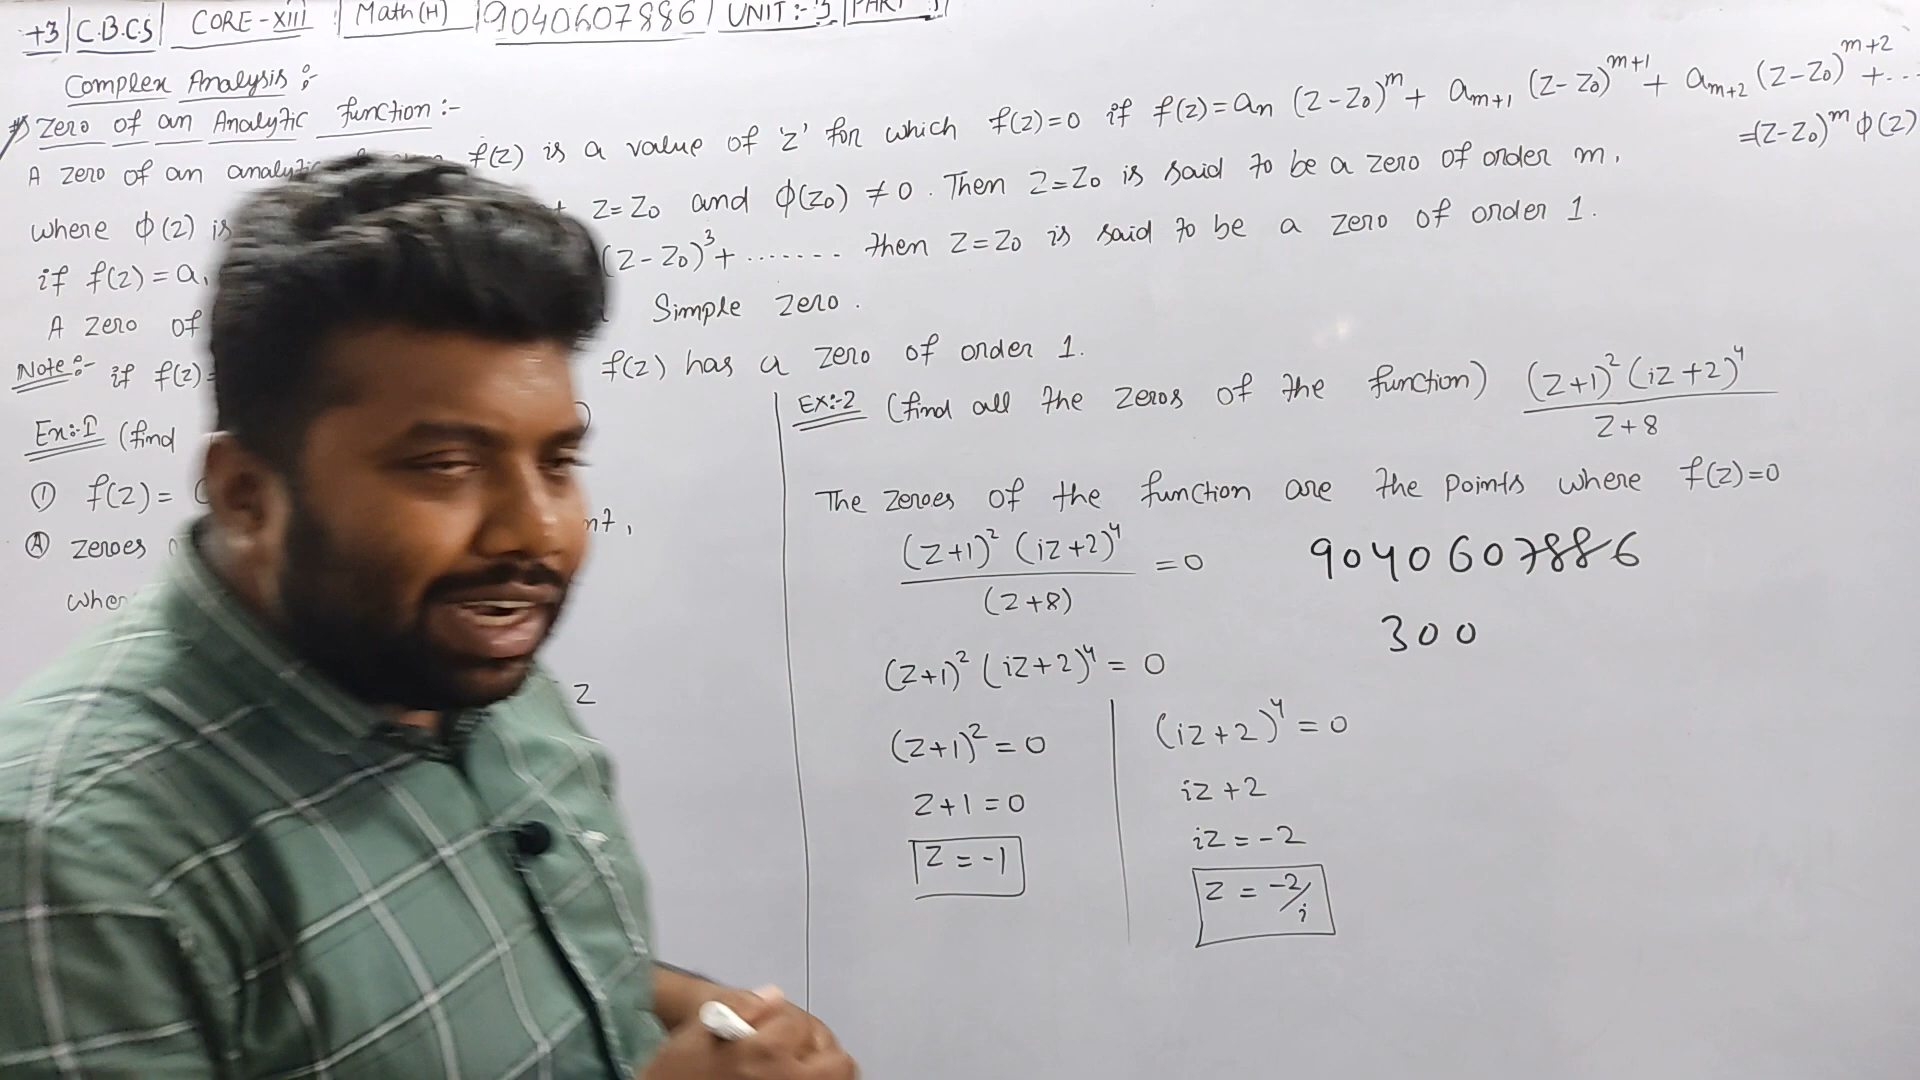 +3 | C.B.C.S | CORE-XIII | Math (H) | 9040607886 | UNIT:- 3 | PART
Complex Analysis :-
Zero of an Analytic function :-
A zero of an analytic f(z) is a value of 'z' for which f(z)=0 if f(z) = an (z-z₀)^m + a_{m+1} (z-z₀)^{m+1} + a_{m+2} (z-z₀)^{m+2} + ...
=(z-z₀)^m ϕ(z)
where ϕ(z) is z=z₀ and ϕ(z₀) ≠ 0. Then z=z₀ is said to be a zero of order m.
if f(z) = a (z-z₀)³ + ....... then z=z₀ is said to be a zero of order 1.
A zero of Simple zero.
Note:- if f(z)= f(z) has a zero of order 1.
Ex:-1 (find
① f(z) =
Ⓐ zeroes nt,
wher
z
Ex:-2 (find all the zeros of the function) (z+1)² (iz+2)⁴
z+8
The zeroes of the function are the points where f(z)=0
(z+1)² (iz+2)⁴ = 0
(z+8)
9040607886
300
(z+1)² (iz+2)⁴ = 0
(z+1)² = 0
z+1 = 0
z = -1
(iz+2)⁴ = 0
iz+2
iz = -2
z = -2/i